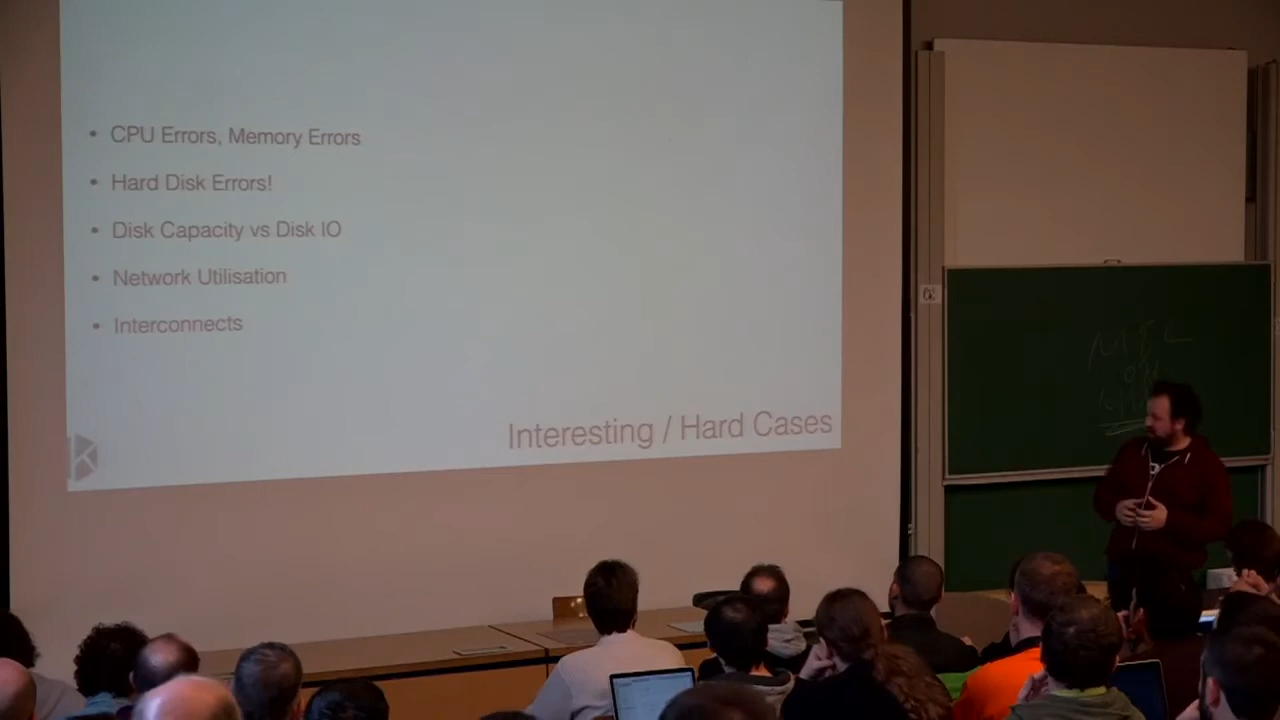 • CPU Errors, Memory Errors
• Hard Disk Errors!
• Disk Capacity vs Disk IO
• Network Utilisation
• Interconnects
Interesting / Hard Cases